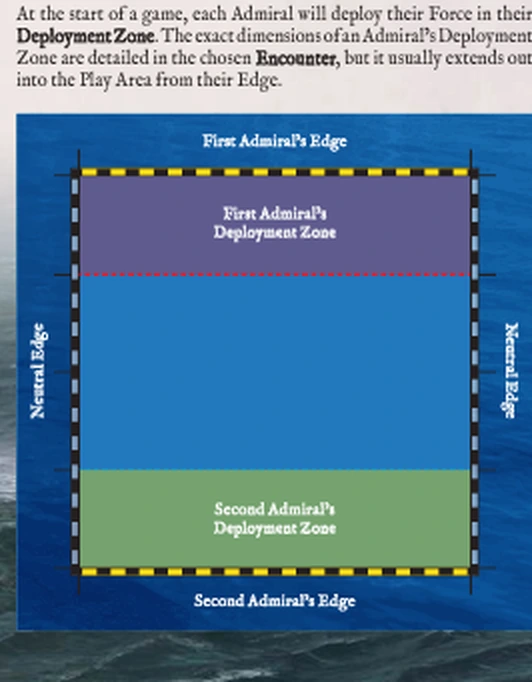 At the start of a game, each Admiral will deploy their Force in their
Deployment Zone. The exact dimensions of an Admiral's Deployment
Zone are detailed in the chosen Encounter, but it usually extends out
into the Play Area from their Edge.
First Admiral's Edge
First Admiral's
Deployment Zone
Neutral Edge
Neutral Edge
Second Admiral's
Deployment Zone
Second Admiral's Edge